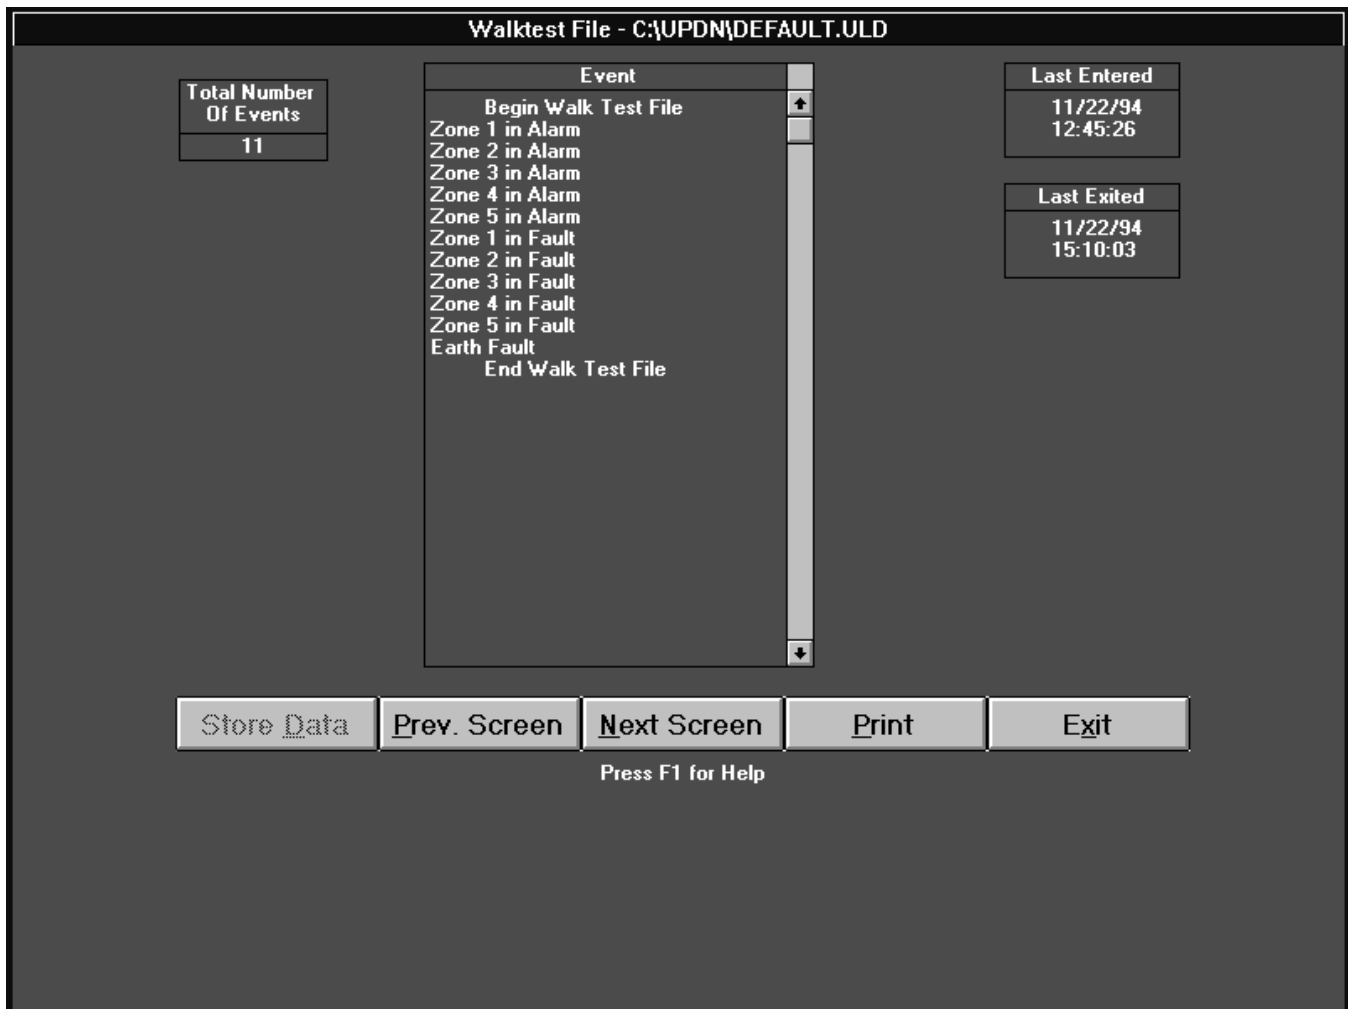 Walktest File - C:\UPDN\DEFAULT.ULD
Total Number
Of Events
11
Event
Begin Walk Test File
Zone 1 in Alarm
Zone 2 in Alarm
Zone 3 in Alarm
Zone 4 in Alarm
Zone 5 in Alarm
Zone 1 in Fault
Zone 2 in Fault
Zone 3 in Fault
Zone 4 in Fault
Zone 5 in Fault
Earth Fault
End Walk Test File
Last Entered
11/22/94
12:45:26
Last Exited
11/22/94
15:10:03
Store Data
Prev. Screen
Next Screen
Print
Exit
Press F1 for Help